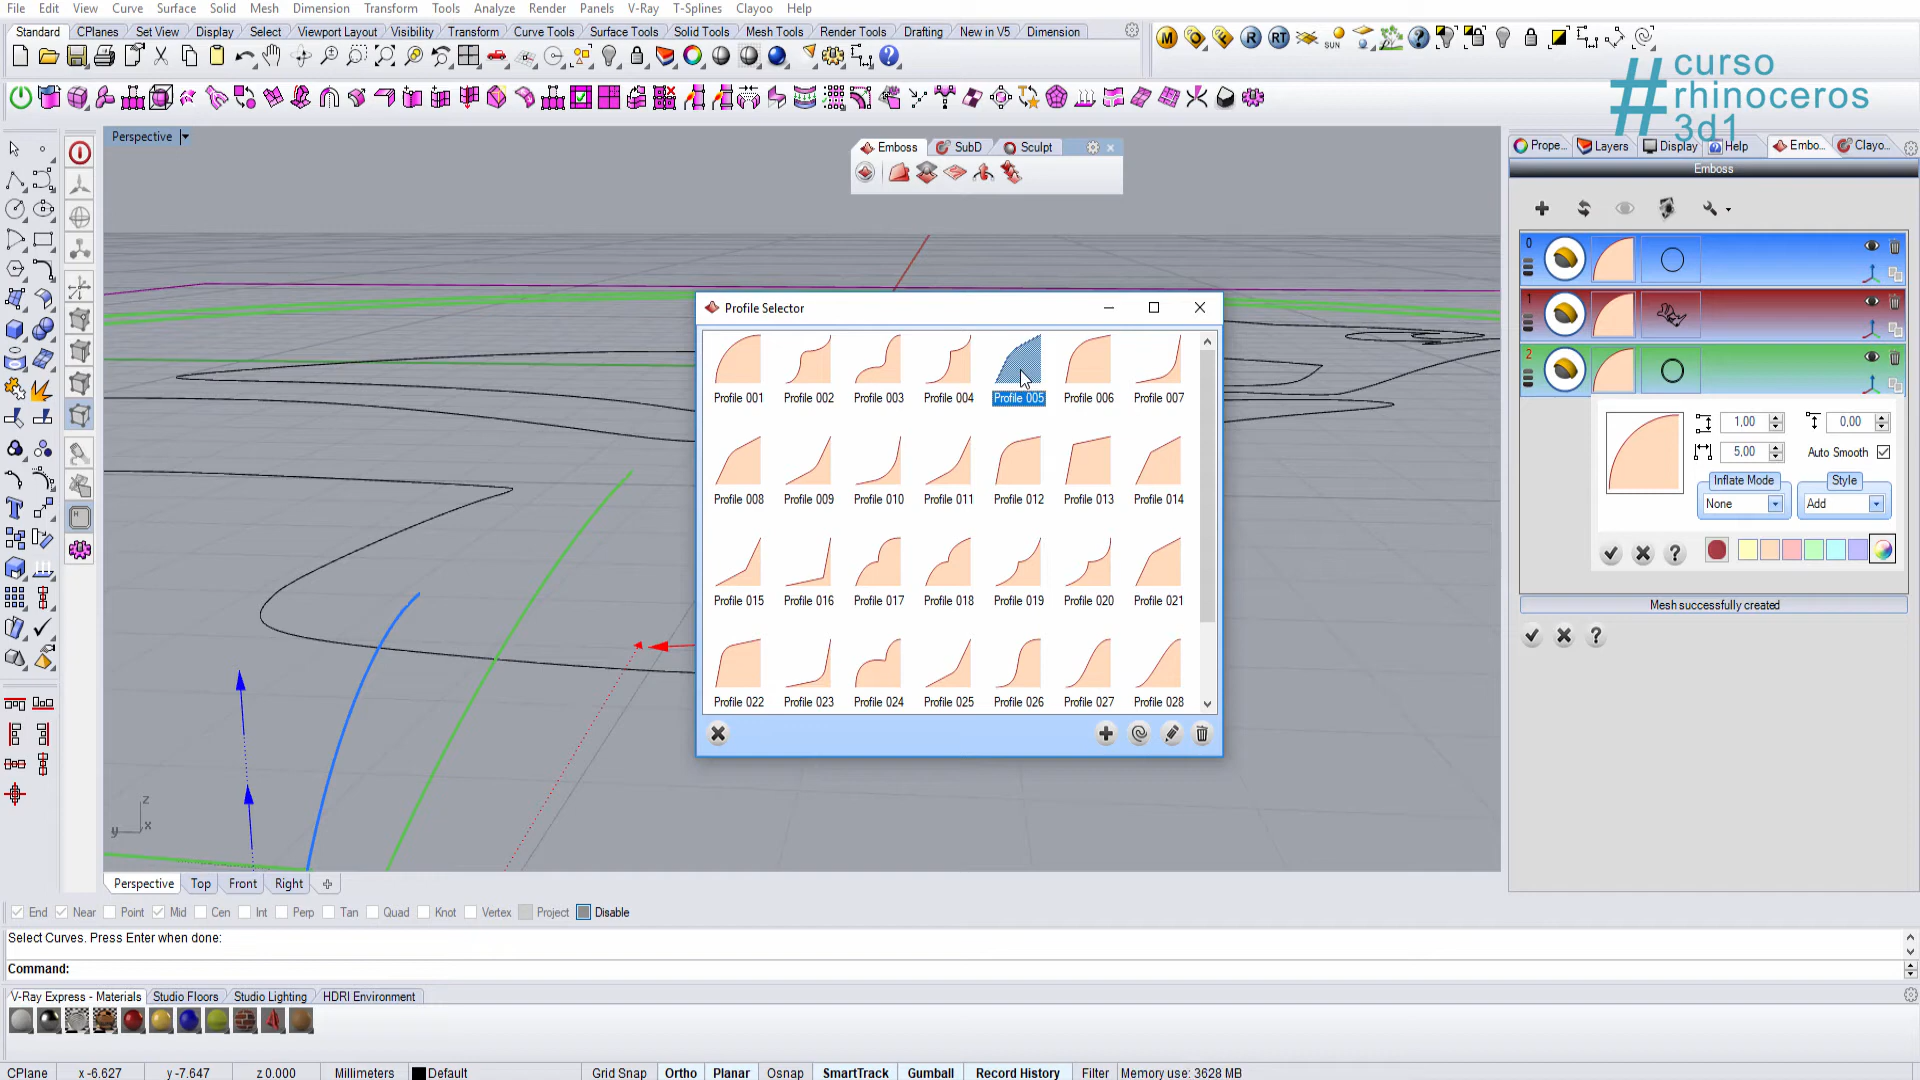 File Edit View Curve Surface Solid Mesh Dimension Transform Tools Analyze Render Panels V-Ray T-Splines Clayoo Help
Standard CPlanes Set View Display Select Viewport Layout Visibility Transform Curve Tools Surface Tools Solid Tools Mesh Tools Render Tools Drafting New in V5 Dimension
# curso
rhinoceros
3d1
Perspective
Emboss SubD Sculpt
Prope... Layers Display Help Embo... Clayo...
Emboss
0
1
2
Profile Selector
Profile 001 Profile 002 Profile 003 Profile 004 Profile 005 Profile 006 Profile 007
Profile 008 Profile 009 Profile 010 Profile 011 Profile 012 Profile 013 Profile 014
Profile 015 Profile 016 Profile 017 Profile 018 Profile 019 Profile 020 Profile 021
Profile 022 Profile 023 Profile 024 Profile 025 Profile 026 Profile 027 Profile 028
1,00 0,00
5,00 Auto Smooth
Inflate Mode Style
None Add
Mesh successfully created
z
y x
Perspective Top Front Right
End Near Point Mid Cen Int Perp Tan Quad Knot Vertex Project Disable
Select Curves. Press Enter when done:
Command:
V-Ray Express - Materials Studio Floors Studio Lighting HDRI Environment
CPlane x -6.627 y -7.647 z 0.000 Millimeters Default Grid Snap Ortho Planar Osnap SmartTrack Gumball Record History Filter Memory use: 3628 MB